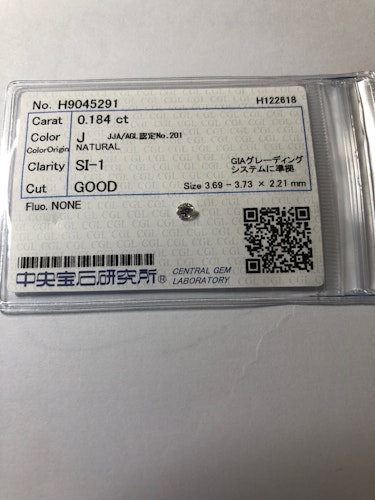 No. H9045291 H122618
Carat 0.184 ct
Color J JJA/AGL認定No.201
ColorOrigin NATURAL
Clarity SI-1 GIAグレーディング
システムに準拠
Cut GOOD Size 3.69 - 3.73 × 2.21 mm
Fluo. NONE
中央宝石研究所® CENTRAL GEM
LABORATORY